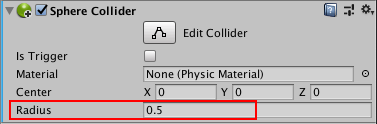 Sphere Collider
Edit Collider
Is Trigger
Material None (Physic Material)
Center X 0 Y 0 Z 0
Radius 0.5